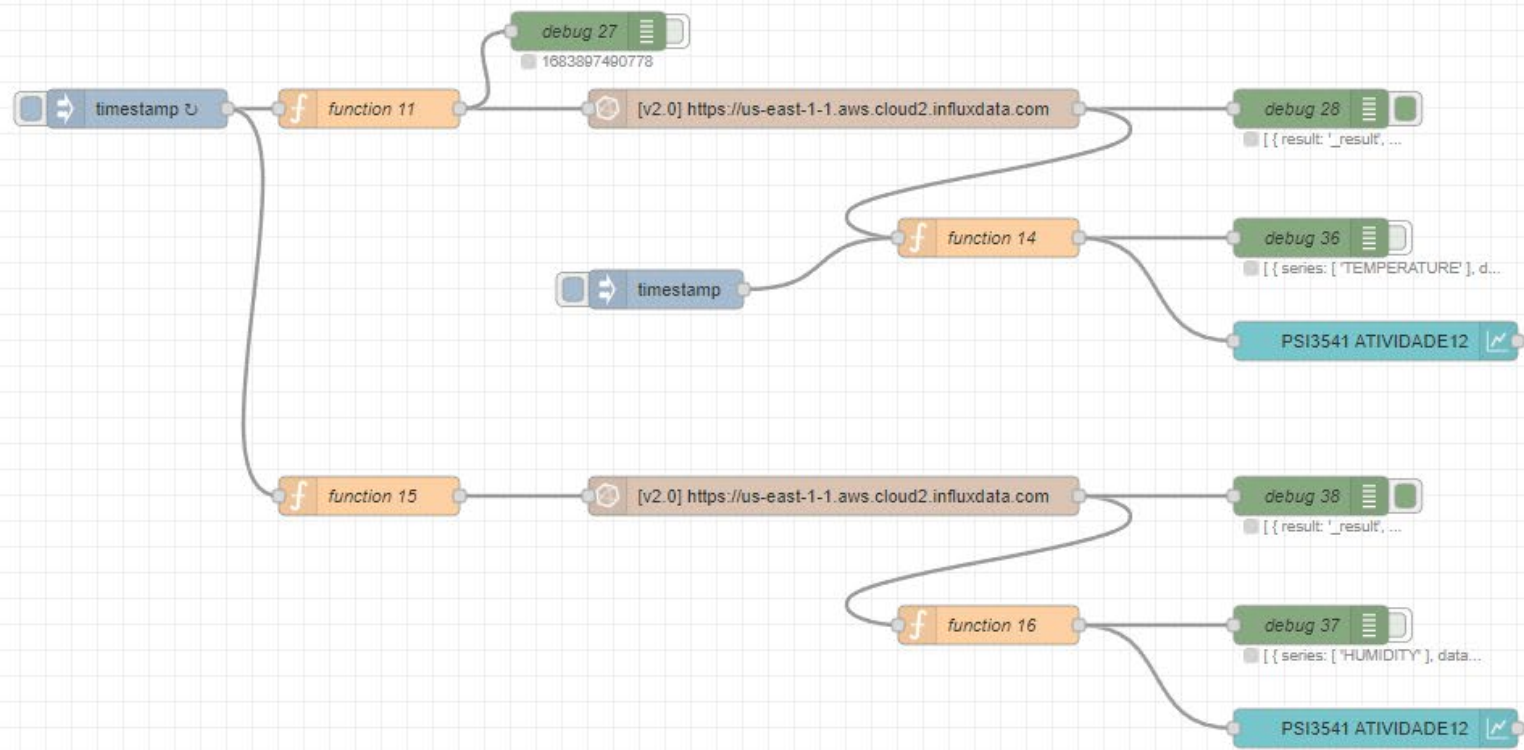 debug 27
1683897490778
timestamp ↻
function 11
[v2.0] https://us-east-1-1.aws.cloud2.influxdata.com
debug 28
[ { result: '_result', ...
function 14
debug 36
[ { series: [ 'TEMPERATURE' ], d...
timestamp
PSI3541 ATIVIDADE12
function 15
[v2.0] https://us-east-1-1.aws.cloud2.influxdata.com
debug 38
[ { result: '_result', ...
function 16
debug 37
[ { series: [ 'HUMIDITY' ], data...
PSI3541 ATIVIDADE12